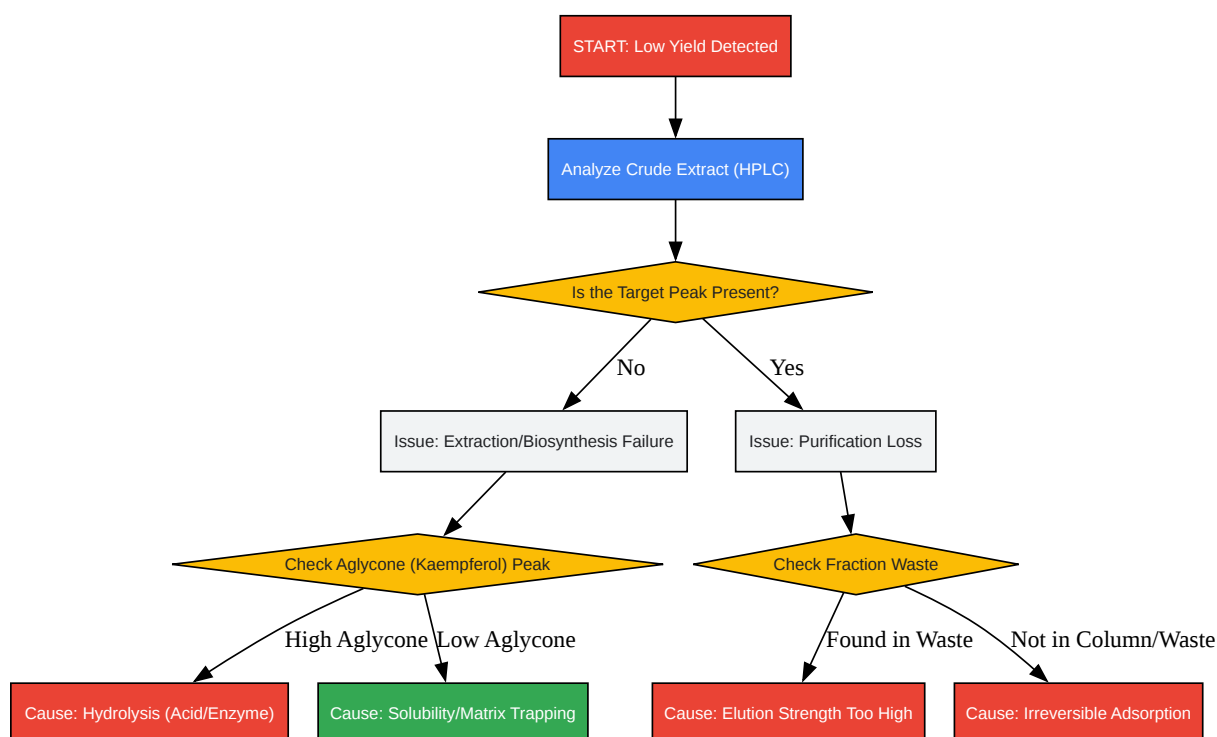 START: Low Yield Detected
Analyze Crude Extract (HPLC)
Is the Target Peak Present?
No
Yes
Issue: Extraction/Biosynthesis Failure
Issue: Purification Loss
Check Aglycone (Kaempferol) Peak
Check Fraction Waste
High Aglycone
Low Aglycone
Found in Waste
Not in Column/Waste
Cause: Hydrolysis (Acid/Enzyme)
Cause: Solubility/Matrix Trapping
Cause: Elution Strength Too High
Cause: Irreversible Adsorption